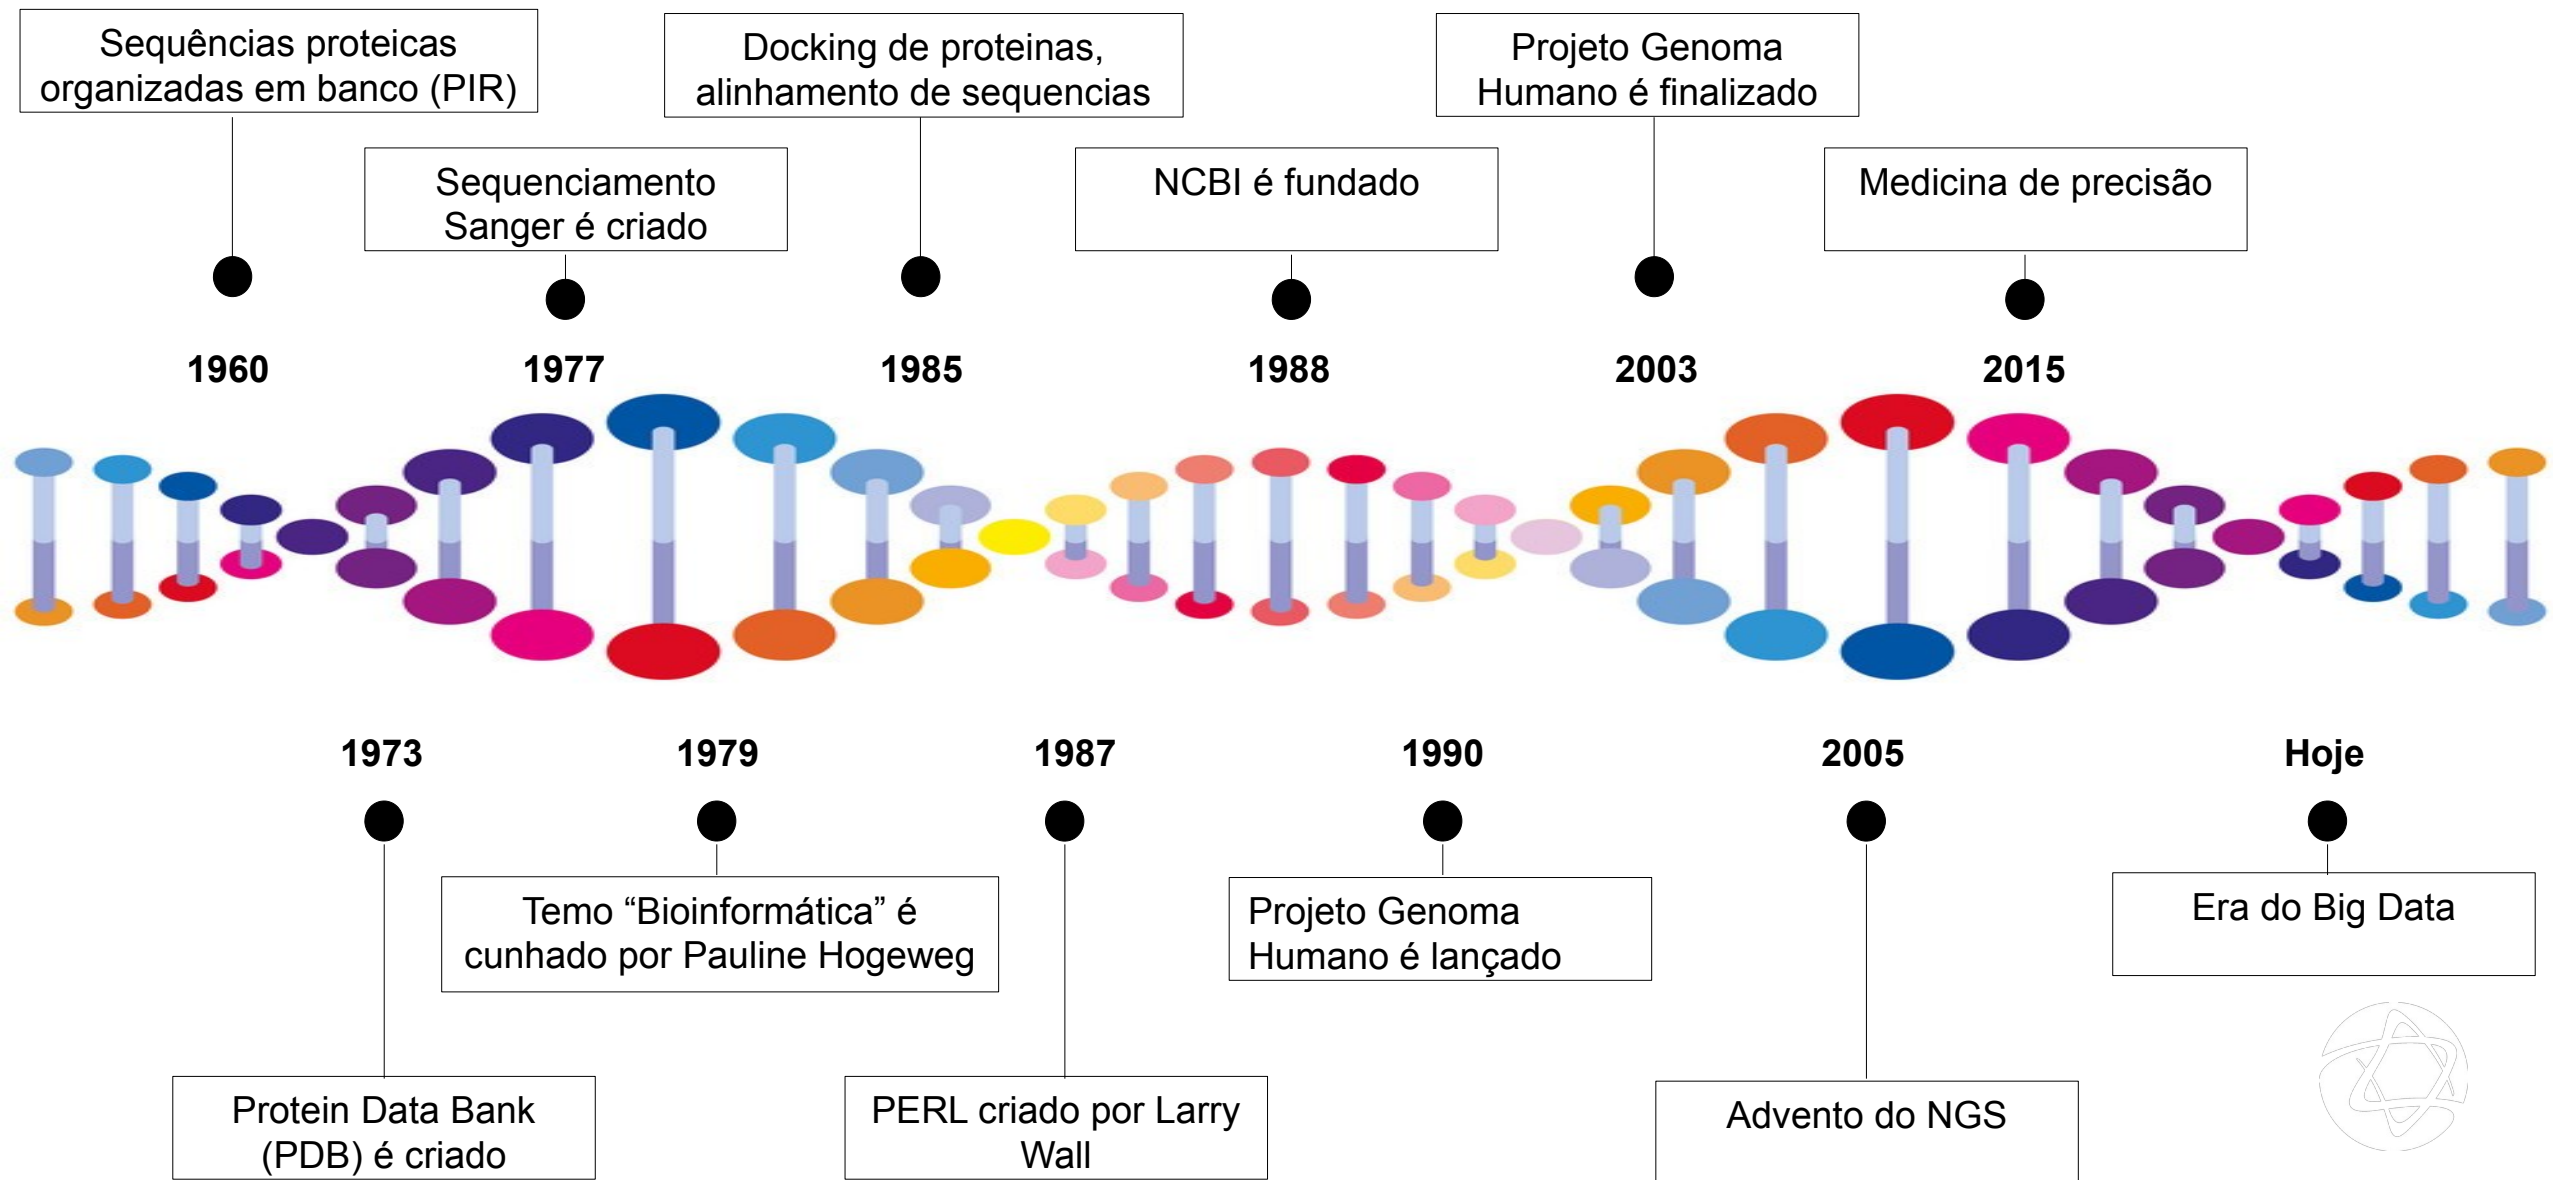 Sequências proteicas
organizadas em banco (PIR)
Docking de proteinas,
alinhamento de sequencias
Projeto Genoma
Humano é finalizado
Sequenciamento
Sanger é criado
NCBI é fundado
Medicina de precisão
1960
1977
1985
1988
2003
2015
1973
1979
1987
1990
2005
Hoje
Temo “Bioinformática” é
cunhado por Pauline Hogeweg
Projeto Genoma
Humano é lançado
Era do Big Data
Protein Data Bank
(PDB) é criado
PERL criado por Larry
Wall
Advento do NGS